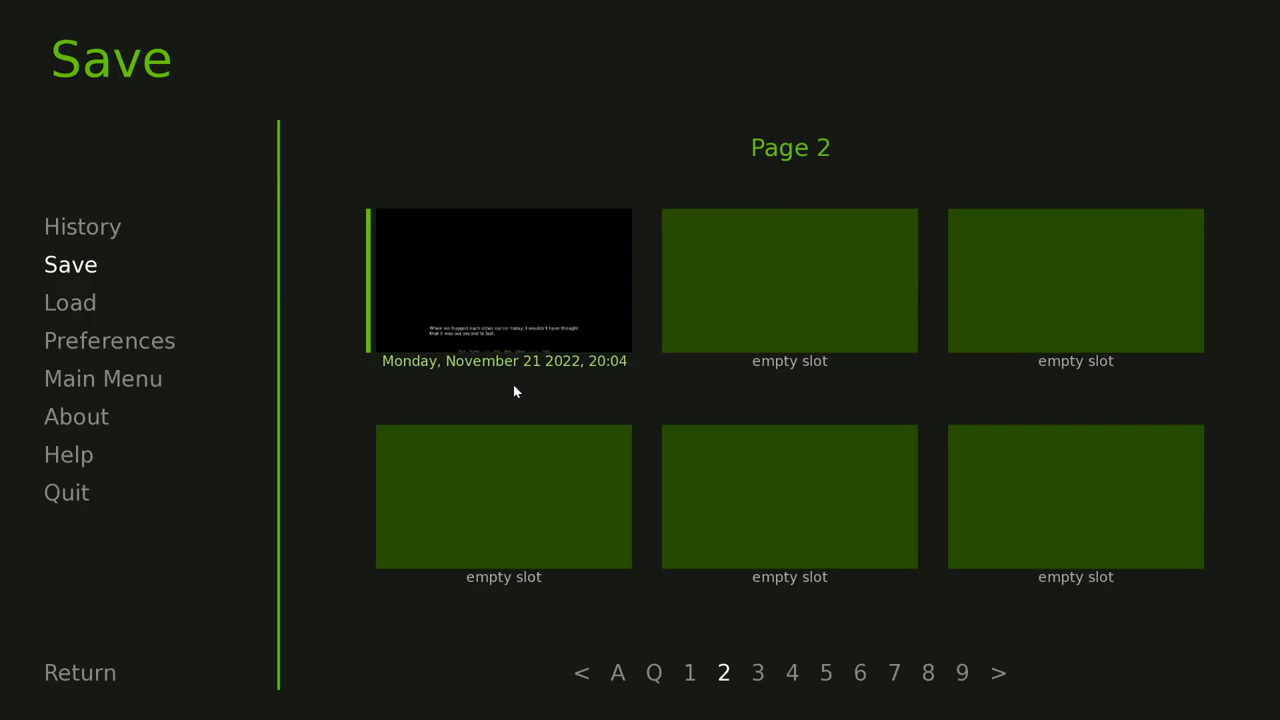 Save
Page 2
History
Save
Load
Preferences
Main Menu
About
Help
Quit
Return
When we hugged each other earlier today, I wouldn't have thought
that it was our second to last.
Monday, November 21 2022, 20:04
empty slot
empty slot
empty slot
empty slot
empty slot
< A Q 1 2 3 4 5 6 7 8 9 >